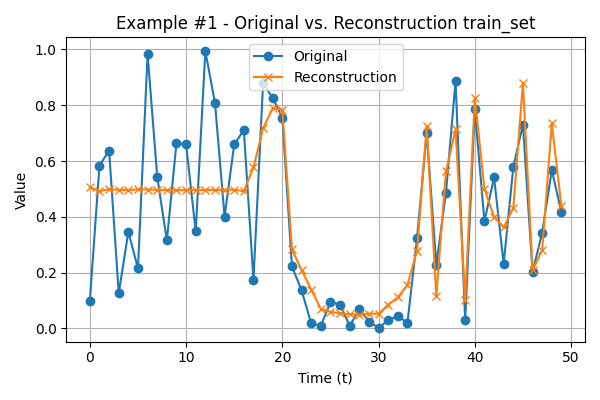 Example #1 - Original vs. Reconstruction train_set
Original
Reconstruction
Value
1.0
0.8
0.6
0.4
0.2
0.0
0 10 20 30 40 50
Time (t)